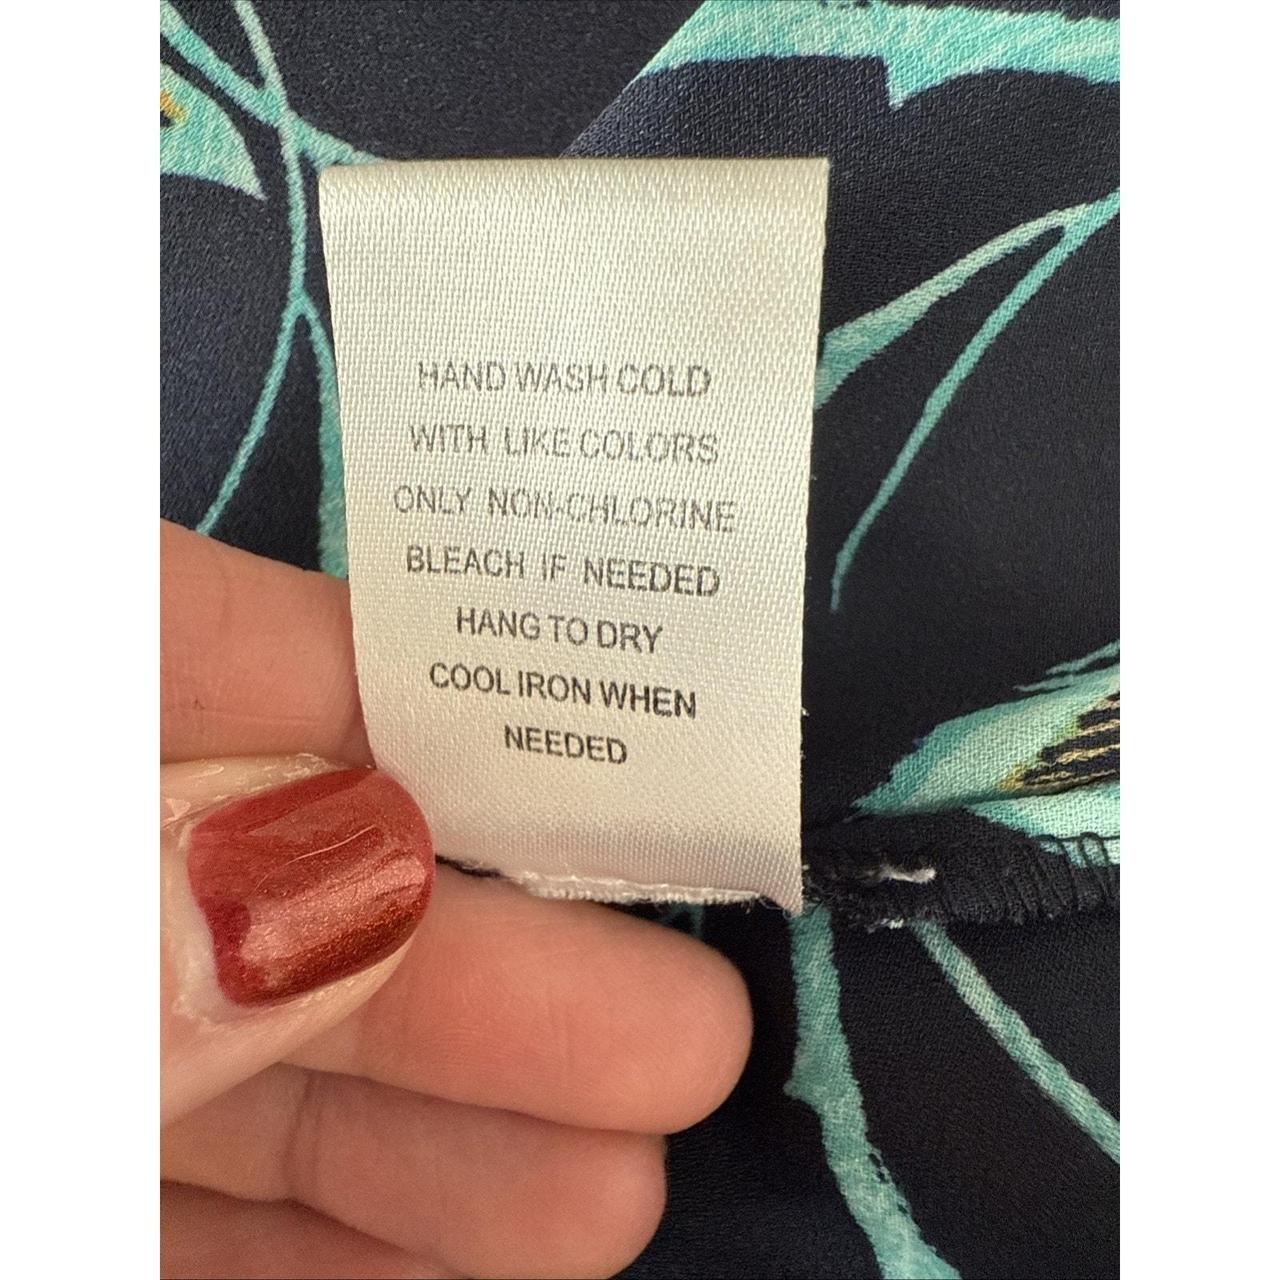 HAND WASH COLD
WITH LIKE COLORS
ONLY NON-CHLORINE
BLEACH IF NEEDED
HANG TO DRY
COOL IRON WHEN
NEEDED